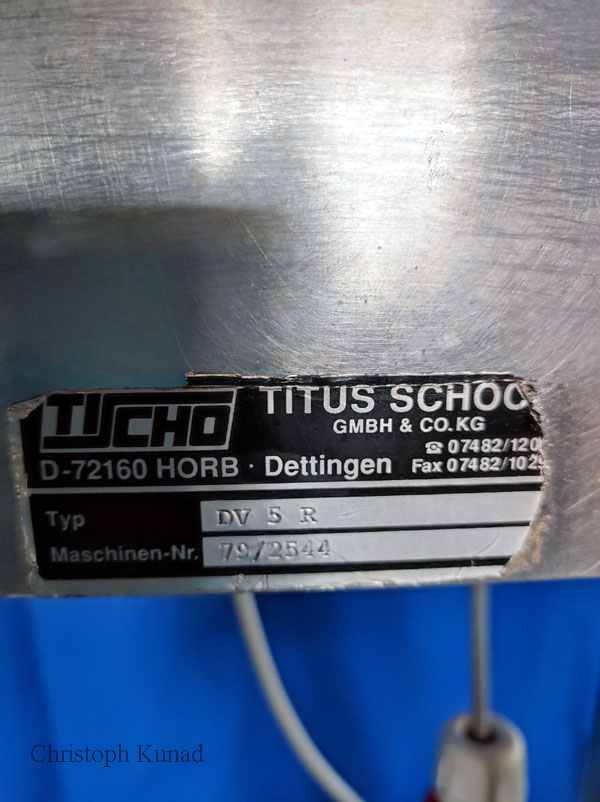 TISCHO
TITUS SCHOC
GMBH & CO.KG
☎ 07482/120
D-72160 HORB · Dettingen
Fax 07482/102
Typ DV 5 R
Maschinen-Nr. 79/2544
Christoph Kunad